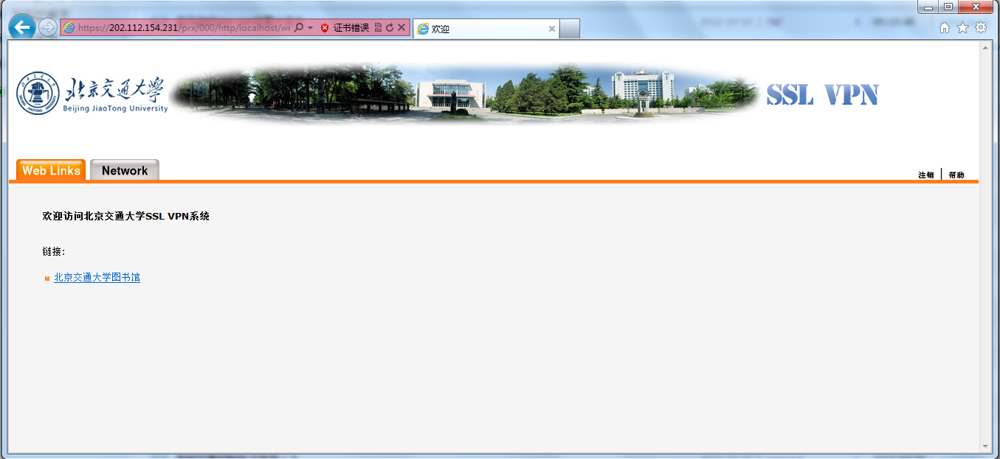 https://202.112.154.231/prx/000/http/localhost/we
证书错误
欢迎
北京交通大学
Beijing JiaoTong University
SSL VPN
Web Links
Network
注销
帮助
欢迎访问北京交通大学SSL VPN系统
链接:
北京交通大学图书馆